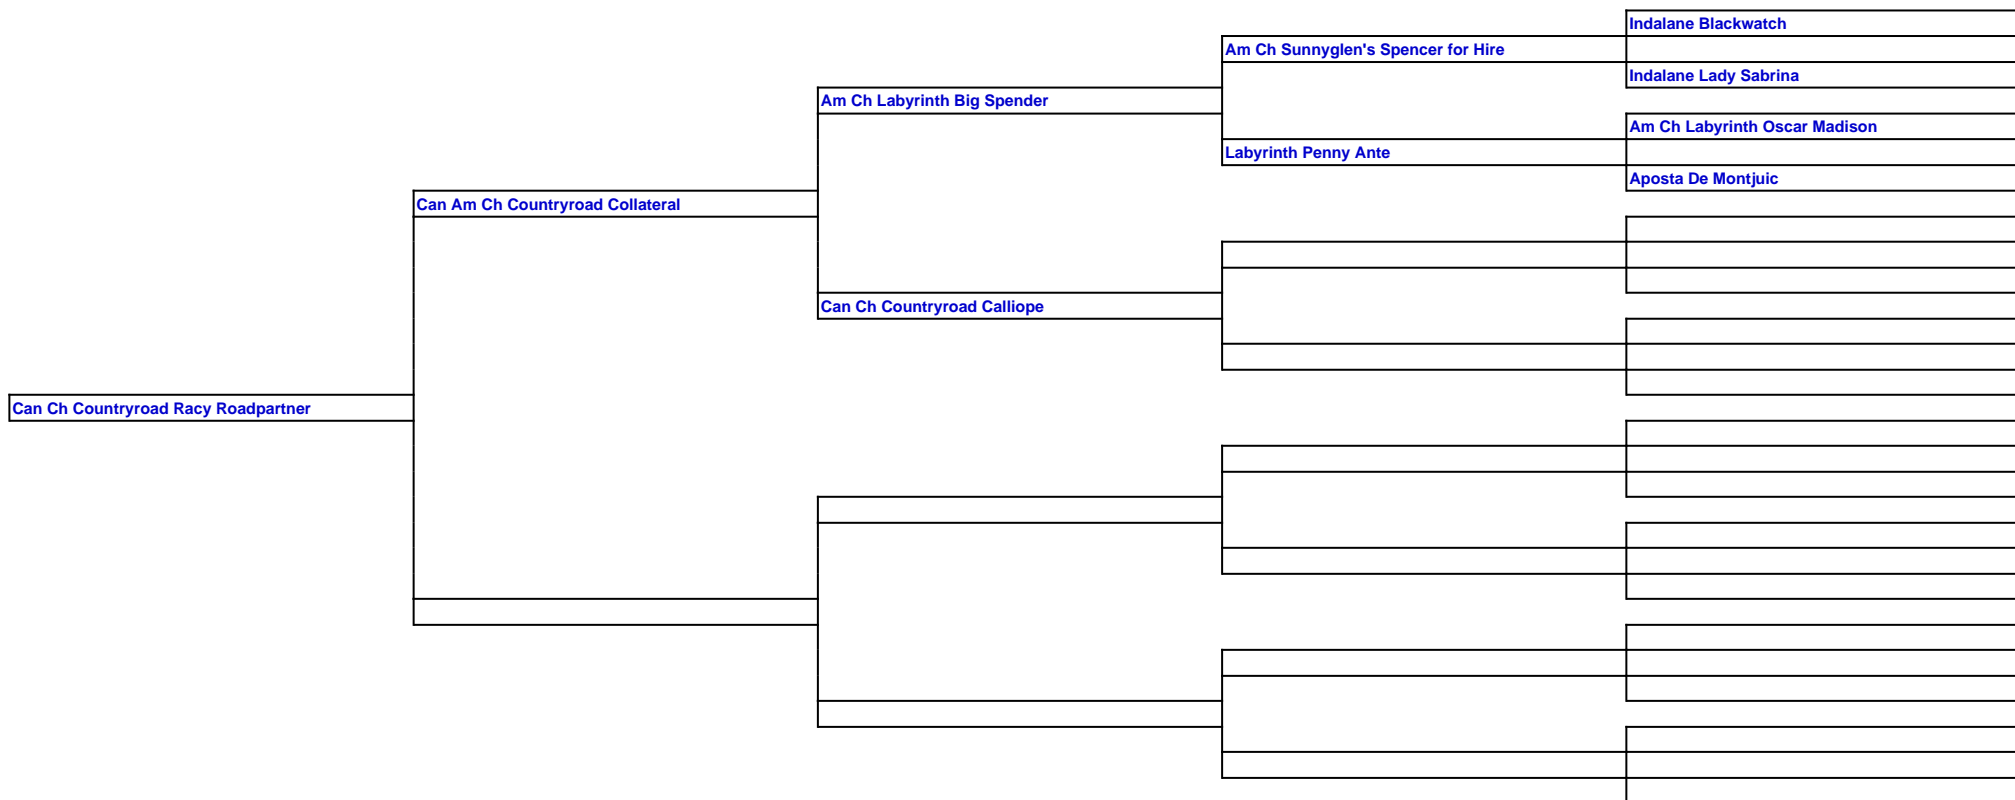 Indalane Blackwatch
Am Ch Sunnyglen's Spencer for Hire
Indalane Lady Sabrina
Am Ch Labyrinth Big Spender
Am Ch Labyrinth Oscar Madison
Labyrinth Penny Ante
Aposta De Montjuic
Can Am Ch Countryroad Collateral
Can Ch Countryroad Calliope
Can Ch Countryroad Racy Roadpartner